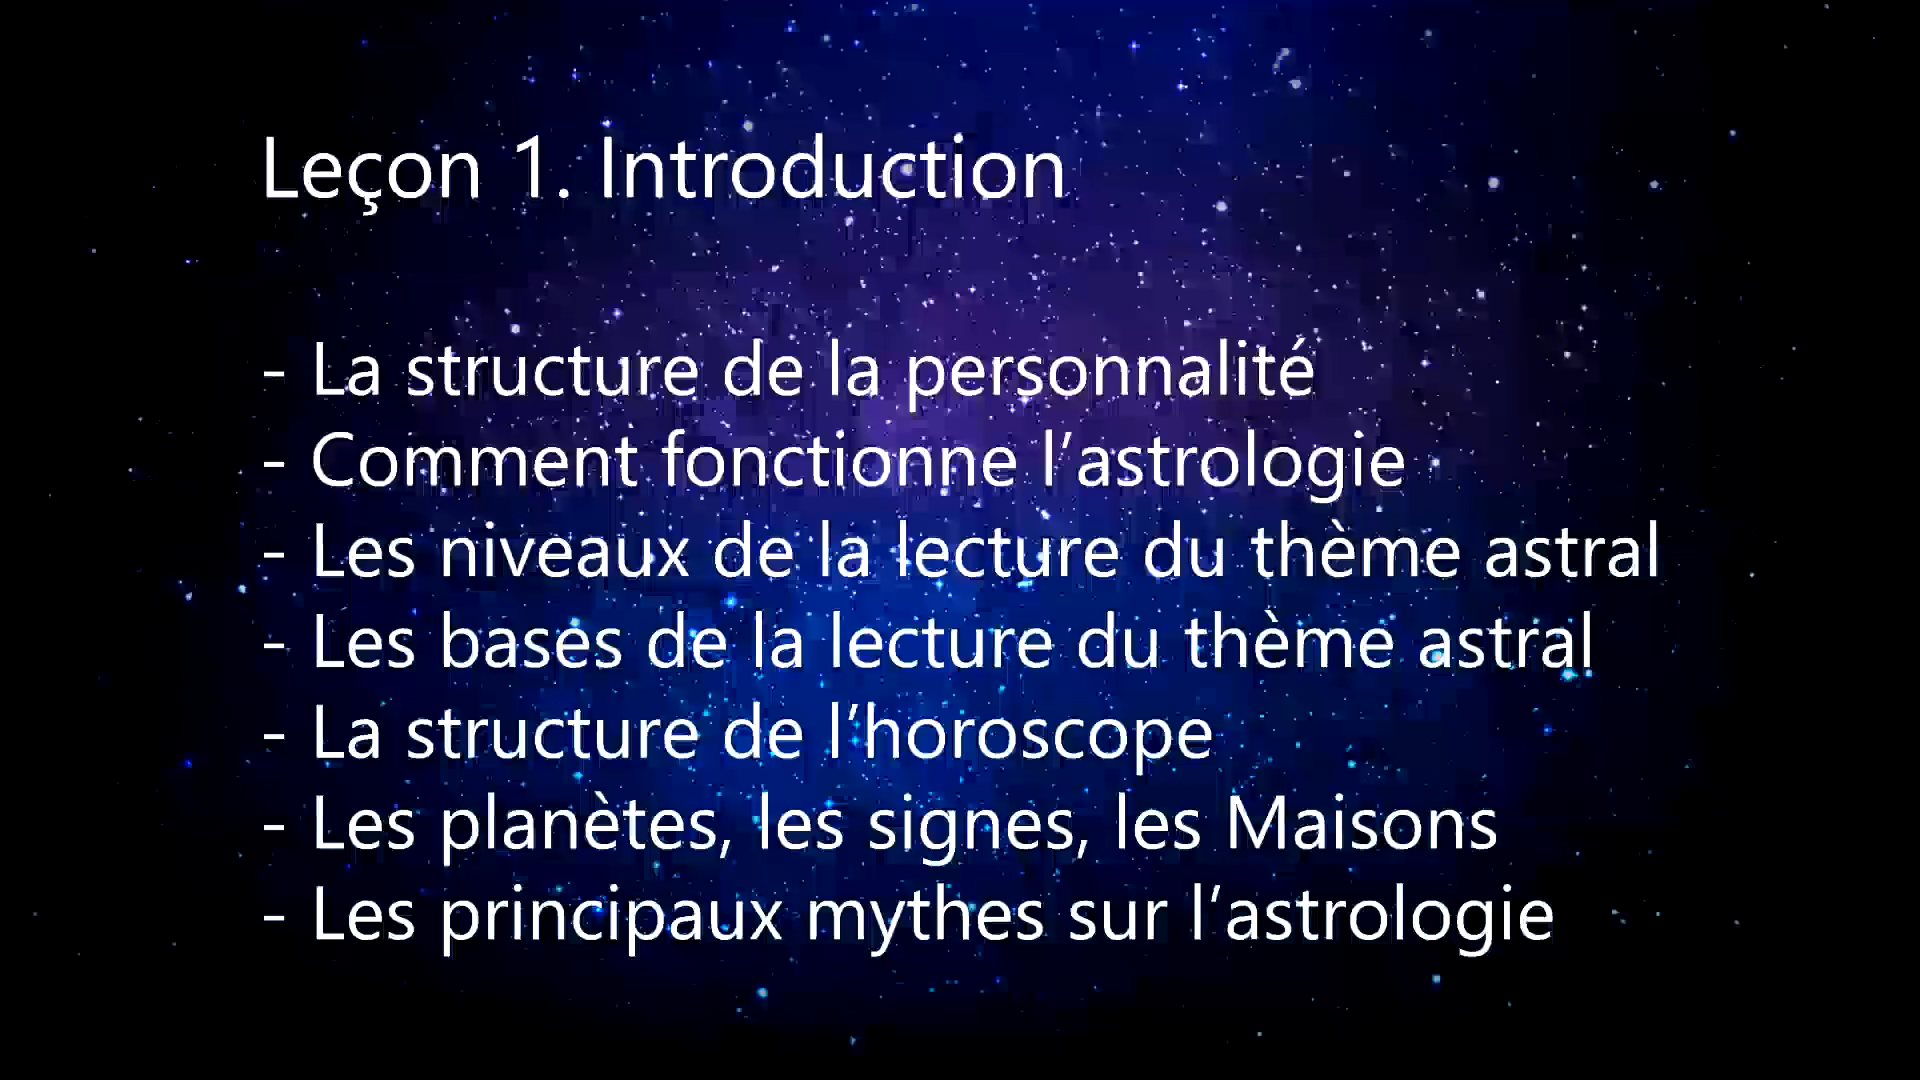 Leçon 1. Introduction
- La structure de la personnalité
- Comment fonctionne l’astrologie
- Les niveaux de la lecture du thème astral
- Les bases de la lecture du thème astral
- La structure de l’horoscope
- Les planètes, les signes, les Maisons
- Les principaux mythes sur l’astrologie